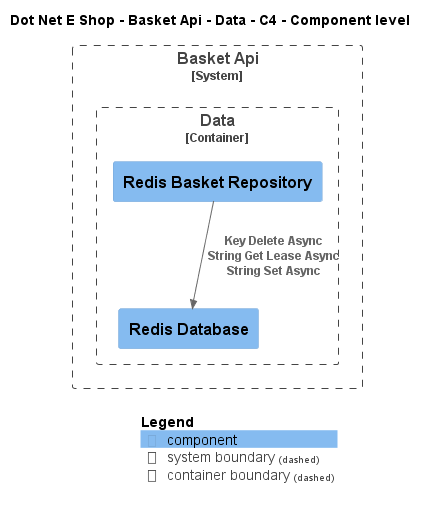 Dot Net E Shop - Basket Api - Data - C4 - Component level
Basket Api
[System]
Data
[Container]
Redis Basket Repository
Key Delete Async
String Get Lease Async
String Set Async
Redis Database
Legend
component
system boundary (dashed)
container boundary (dashed)